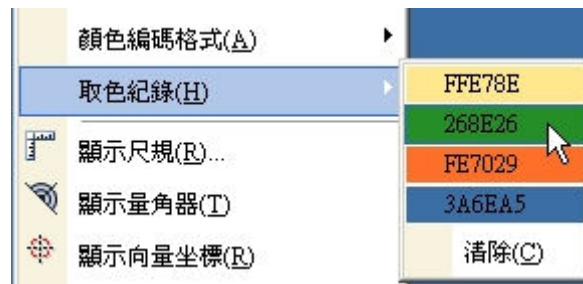 顏色編碼格式(A)
取色紀錄(H)
顯示尺規(R)...
顯示量角器(T)
顯示向量坐標(R)
FFE78E
268E26
FE7029
3A6EA5
清除(C)